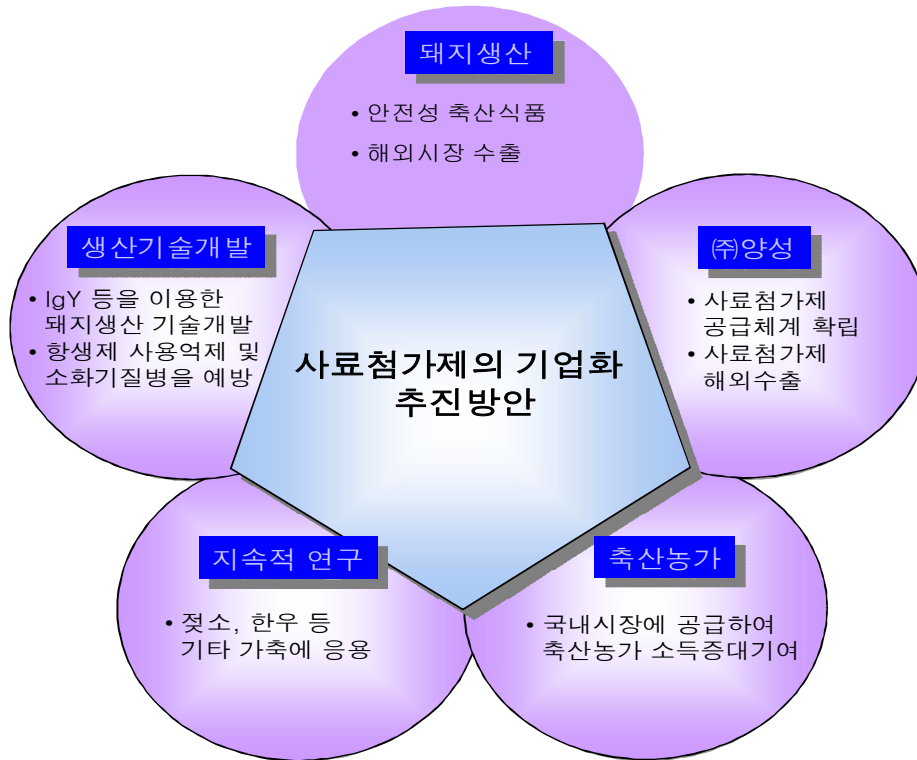 돼지생산
• 안전성 축산식품
• 해외시장 수출
생산기술개발
• IgY 등을 이용한
돼지생산 기술개발
• 항생제 사용억제 및
소화기질병을 예방
㈜양성
• 사료첨가제
공급체계 확립
• 사료첨가제
해외수출
사료첨가제의 기업화
추진방안
지속적 연구
• 젖소, 한우 등
기타 가축에 응용
축산농가
• 국내시장에 공급하여
축산농가 소득증대기여